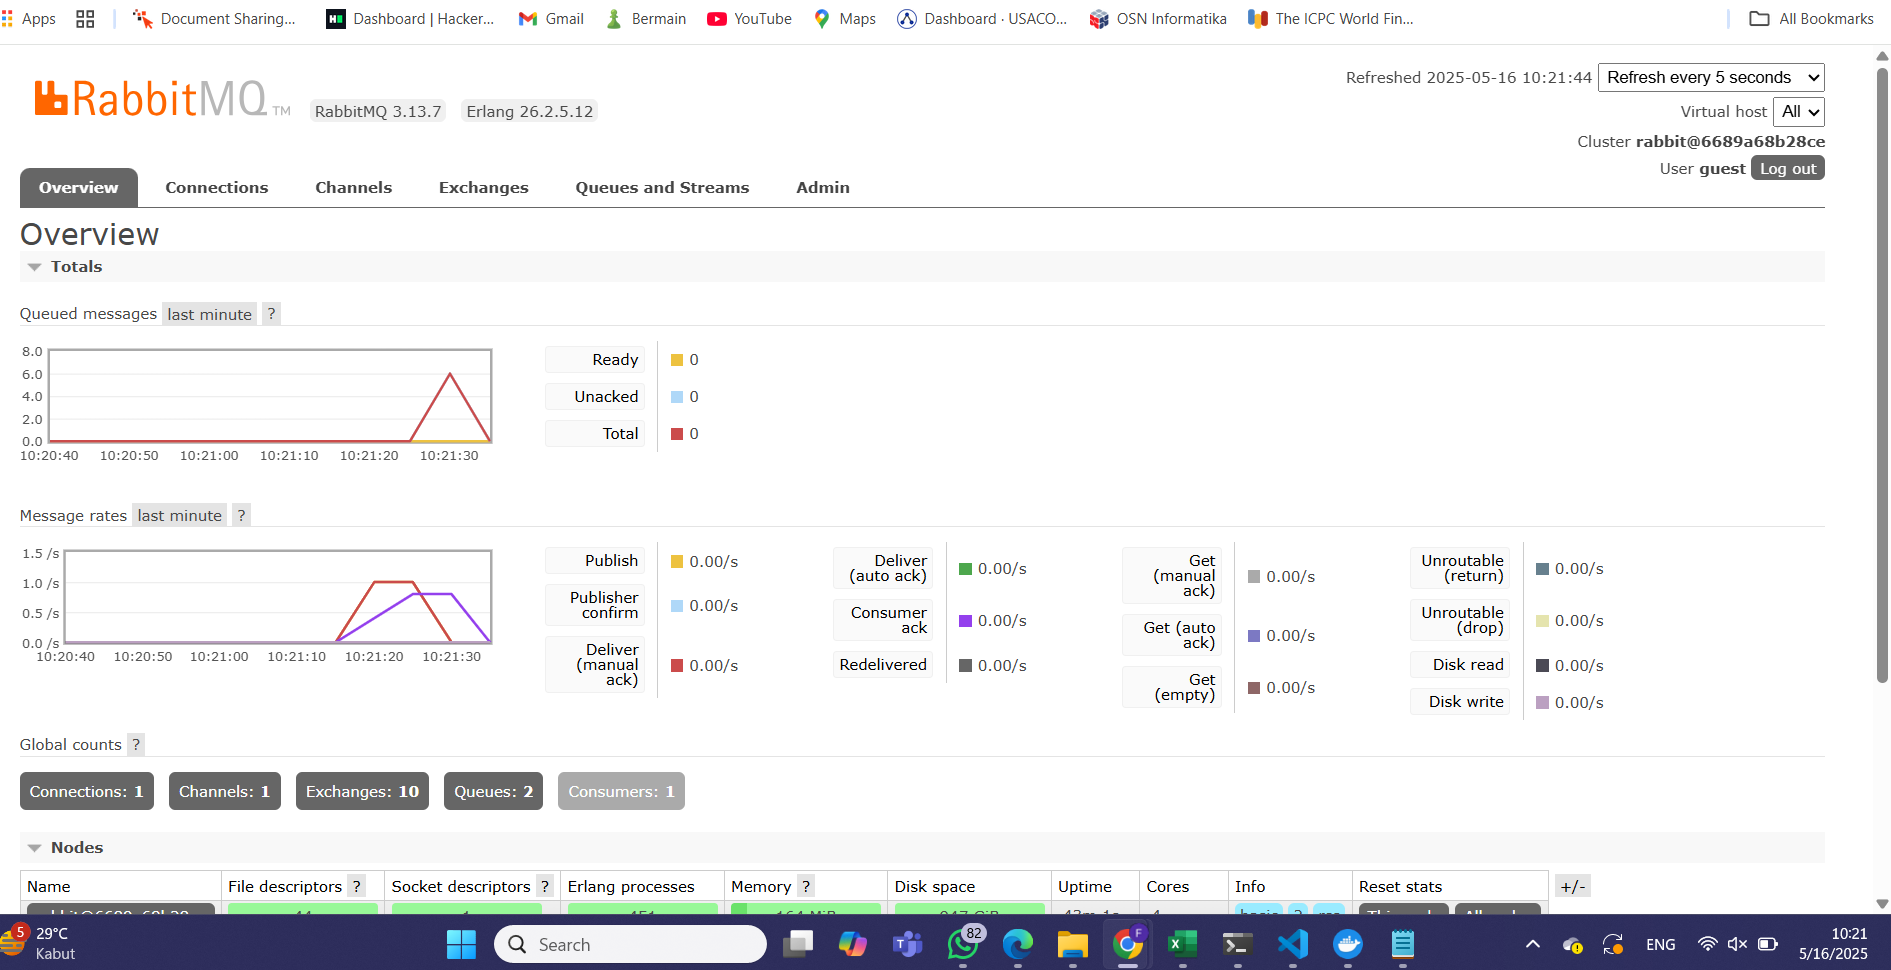 Apps Document Sharing... Dashboard | Hacker... Gmail Bermain YouTube Maps Dashboard · USACO... OSN Informatika The ICPC World Fin... All Bookmarks
Refreshed 2025-05-16 10:21:44 Refresh every 5 seconds
RabbitMQ TM RabbitMQ 3.13.7 Erlang 26.2.5.12
Virtual host All
Cluster rabbit@6689a68b28ce
User guest Log out
Overview Connections Channels Exchanges Queues and Streams Admin
Overview
Totals
Queued messages last minute ?
8.0
6.0
4.0
2.0
0.0
10:20:40 10:20:50 10:21:00 10:21:10 10:21:20 10:21:30
Ready 0
Unacked 0
Total 0
Message rates last minute ?
1.5 /s
1.0 /s
0.5 /s
0.0 /s
10:20:40 10:20:50 10:21:00 10:21:10 10:21:20 10:21:30
Publish 0.00/s
Publisher
confirm 0.00/s
Deliver
(manual
ack) 0.00/s
Deliver
(auto ack) 0.00/s
Consumer
ack 0.00/s
Redelivered 0.00/s
Get
(manual
ack) 0.00/s
Get (auto
ack) 0.00/s
Get
(empty) 0.00/s
Unroutable
(return) 0.00/s
Unroutable
(drop) 0.00/s
Disk read 0.00/s
Disk write 0.00/s
Global counts ?
Connections: 1 Channels: 1 Exchanges: 10 Queues: 2 Consumers: 1
Nodes
Name File descriptors ? Socket descriptors ? Erlang processes Memory ? Disk space Uptime Cores Info Reset stats +/-
5 29°C
Kabut
Search
82
F
ENG
10:21
5/16/2025